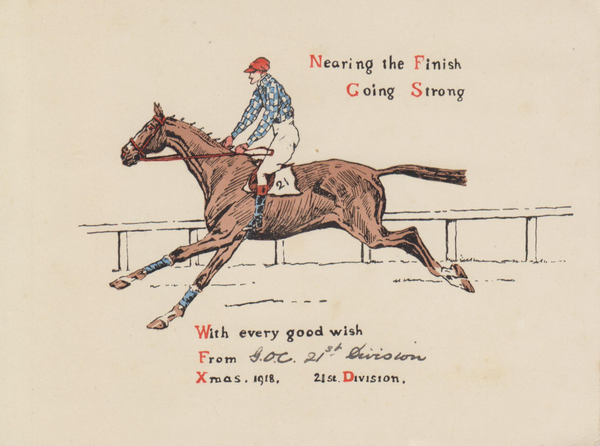 Nearing the Finish
Going Strong
21
With every good wish
From G.O.C. 21st Division
Xmas. 1918. 21st. Division.